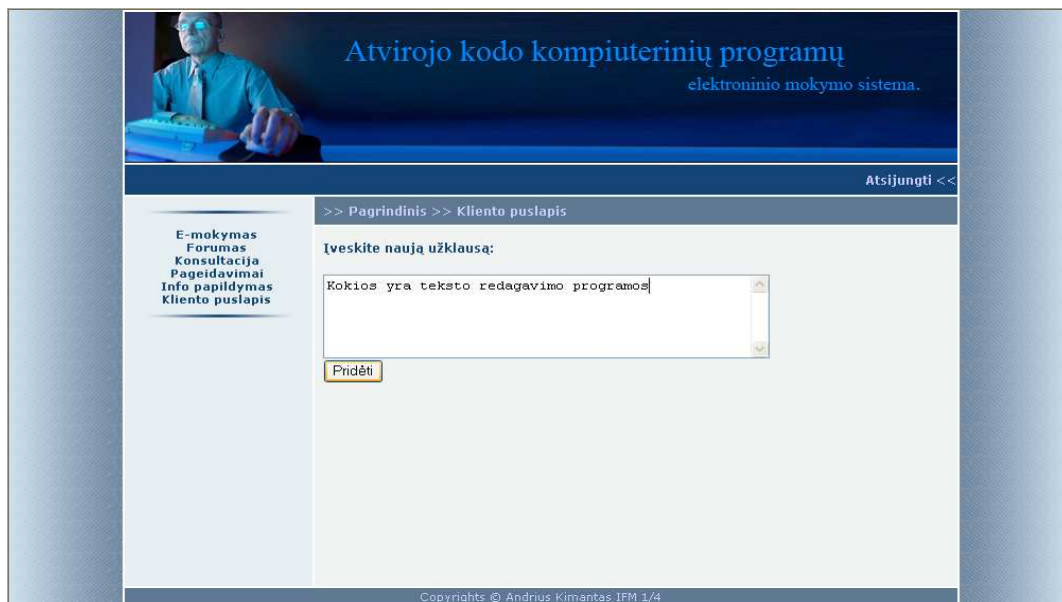 Atvirojo kodo kompiuterinių programų
elektroninio mokymo sistema.
Atsijungti <<
E-mokymas
Forumas
Konsultacija
Pageidavimai
Info papildymas
Kliento puslapis
>> Pagrindinis >> Kliento puslapis
Įveskite naują užklausą:
Kokios yra teksto redagavimo programos
Pridėti
Copyrights © Andrius Kimantas IFM 1/4